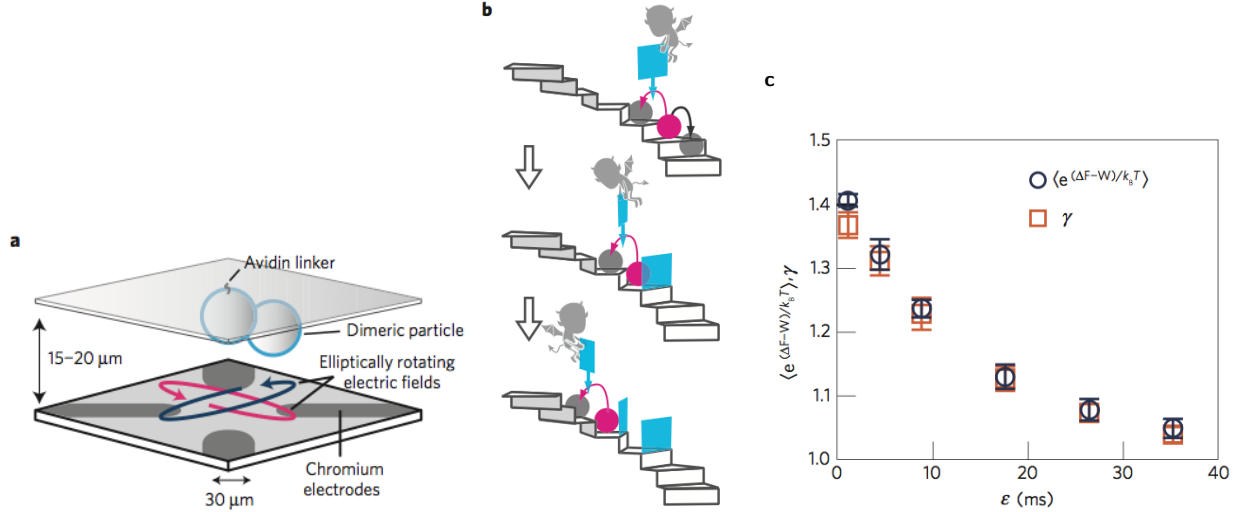 a
Avidin linker
Dimeric particle
15–20 μm
Elliptically rotating
electric fields
Chromium
electrodes
30 μm
b
c
⟨e^(ΔF−W)/k_BT⟩, γ
1.5
1.4
1.3
1.2
1.1
1.0
⟨e^(ΔF−W)/k_BT⟩
γ
0
10
20
30
40
ε (ms)